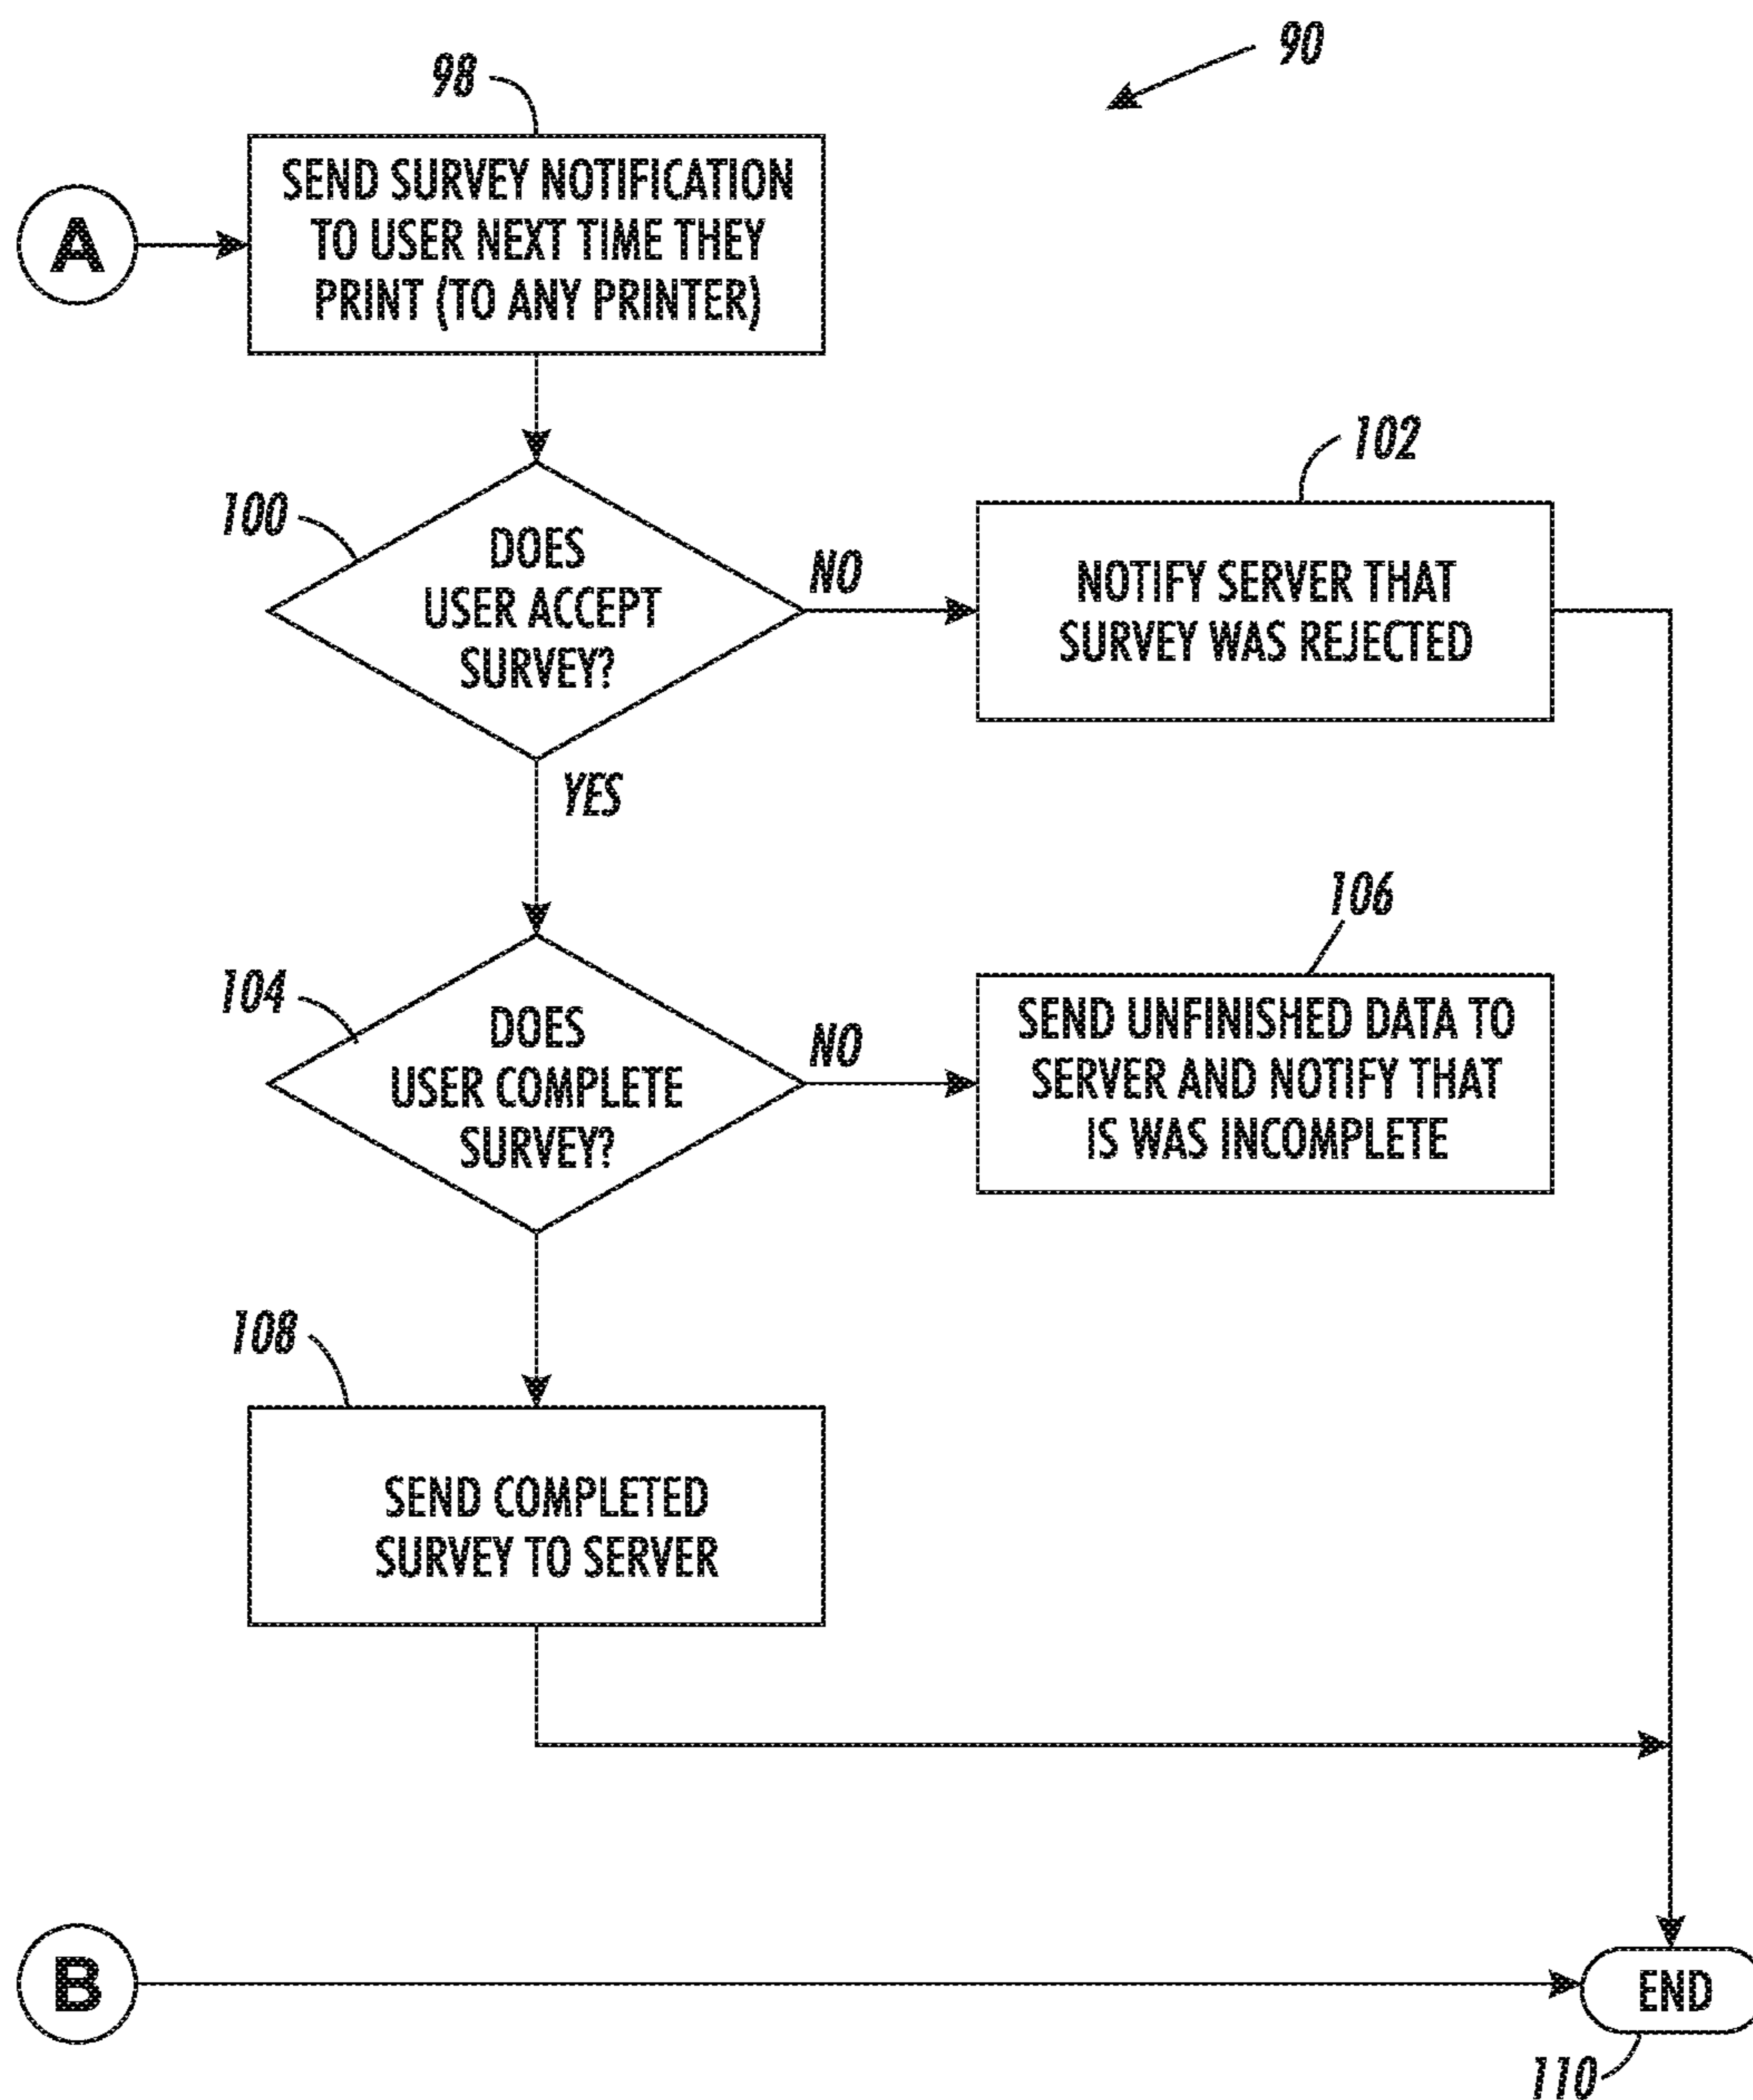 90
98
A
SEND SURVEY NOTIFICATION
TO USER NEXT TIME THEY
PRINT (TO ANY PRINTER)
100
DOES
USER ACCEPT
SURVEY?
NO
102
NOTIFY SERVER THAT
SURVEY WAS REJECTED
YES
104
DOES
USER COMPLETE
SURVEY?
NO
106
SEND UNFINISHED DATA TO
SERVER AND NOTIFY THAT
IS WAS INCOMPLETE
108
SEND COMPLETED
SURVEY TO SERVER
B
END
110